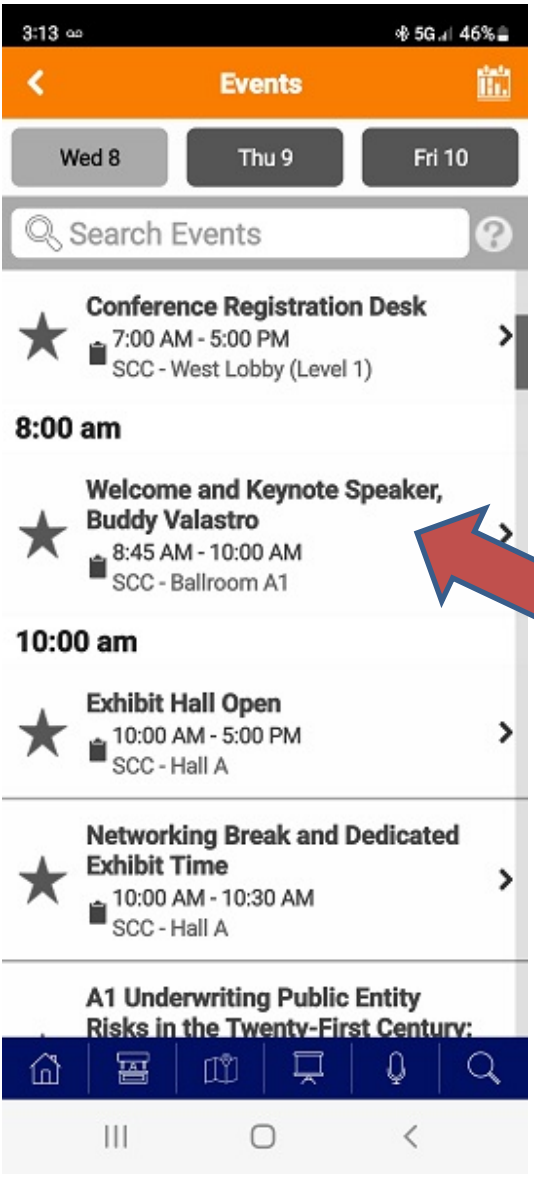 3:13
5G 46%
Events
Wed 8
Thu 9
Fri 10
Search Events
?
Conference Registration Desk
7:00 AM - 5:00 PM
SCC - West Lobby (Level 1)
8:00 am
Welcome and Keynote Speaker,
Buddy Valastro
8:45 AM - 10:00 AM
SCC - Ballroom A1
10:00 am
Exhibit Hall Open
10:00 AM - 5:00 PM
SCC - Hall A
Networking Break and Dedicated
Exhibit Time
10:00 AM - 10:30 AM
SCC - Hall A
A1 Underwriting Public Entity
Risks in the Twenty-First Century: